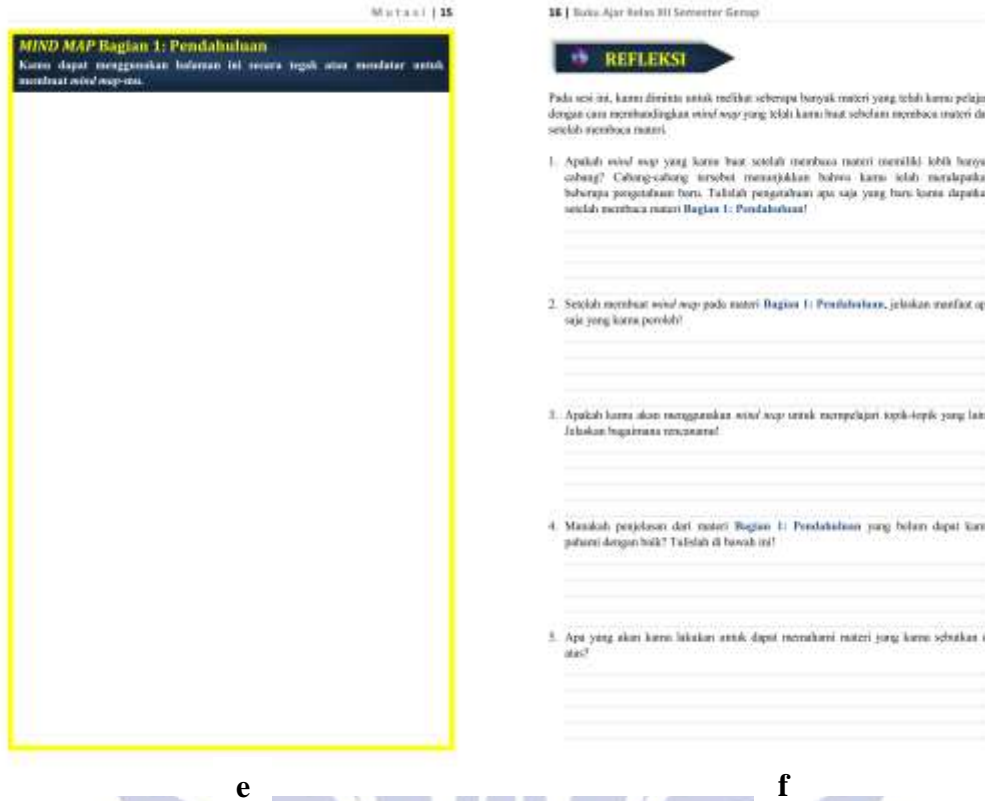 Mutasi | 15
MIND MAP Bagian 1: Pendahuluan
Kamu dapat menggunakan halaman ini secara tegak atau mendatar untuk
membuat mind map-mu.
e
16 | Buku Ajar Kelas XII Semester Genap
REFLEKSI
Pada sesi ini, kamu diminta untuk melihat seberapa banyak materi yang telah kamu pelajar
dengan cara membandingkan mind map yang telah kamu buat sebelum membaca materi da
setelah membaca materi.
1. Apakah mind map yang kamu buat setelah membaca materi memiliki lebih banya
cabang? Cabang-cabang tersebut menunjukkan bahwa kamu telah mendapatka
beberapa pengetahuan baru. Tulislah pengetahuan apa saja yang baru kamu dapatka
setelah membaca materi Bagian 1: Pendahuluan!
2. Setelah membuat mind map pada materi Bagian 1: Pendahuluan, jelaskan manfaat ap
saja yang kamu peroleh!
3. Apakah kamu akan menggunakan mind map untuk mempelajari topik-topik yang lain
Jelaskan bagaimana rencanamu!
4. Manakah penjelasan dari materi Bagian 1: Pendahuluan yang belum dapat kam
pahami dengan baik? Tulislah di bawah ini!
5. Apa yang akan kamu lakukan untuk dapat memahami materi yang kamu sebutkan d
atas?
f